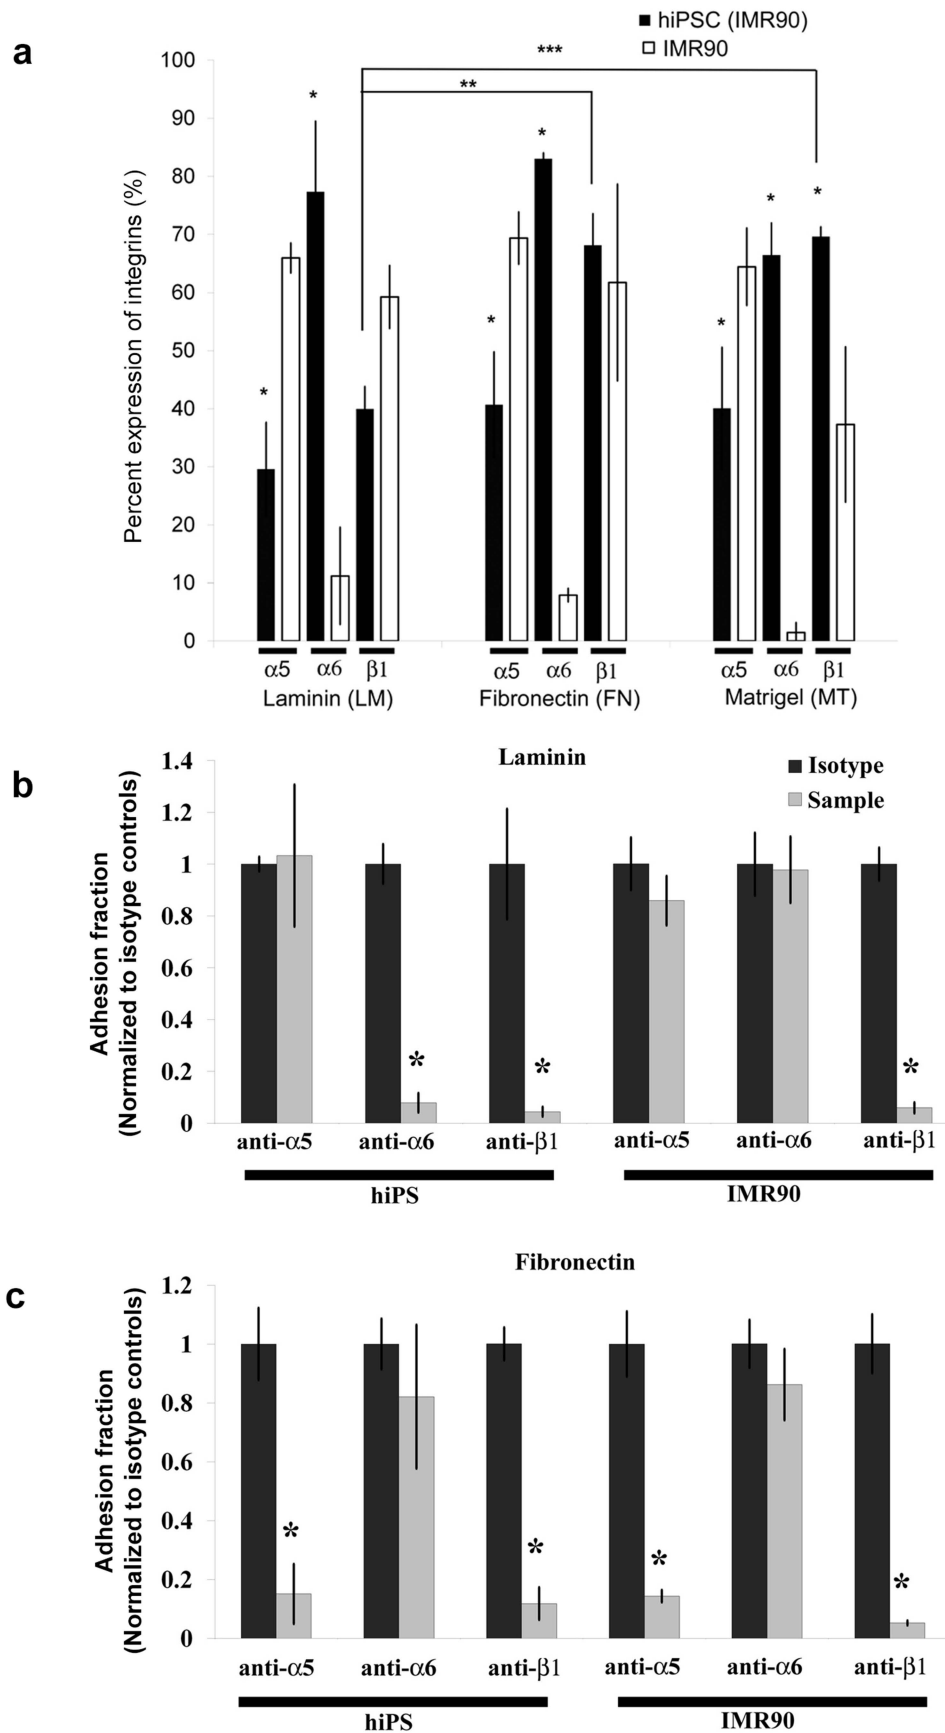 a
hiPSC (IMR90)
IMR90
Percent expression of integrins (%)
100
90
80
70
60
50
40
30
20
10
0
***
**
* * * * * * *
α5 α6 β1 α5 α6 β1 α5 α6 β1
Laminin (LM) Fibronectin (FN) Matrigel (MT)
b
Laminin
Isotype
Sample
Adhesion fraction
(Normalized to isotype controls)
1.4
1.2
1
0.8
0.6
0.4
0.2
0
* * *
anti-α5 anti-α6 anti-β1 anti-α5 anti-α6 anti-β1
hiPS IMR90
c
Fibronectin
Adhesion fraction
(Normalized to isotype controls)
1.2
1
0.8
0.6
0.4
0.2
0
* * * *
anti-α5 anti-α6 anti-β1 anti-α5 anti-α6 anti-β1
hiPS IMR90